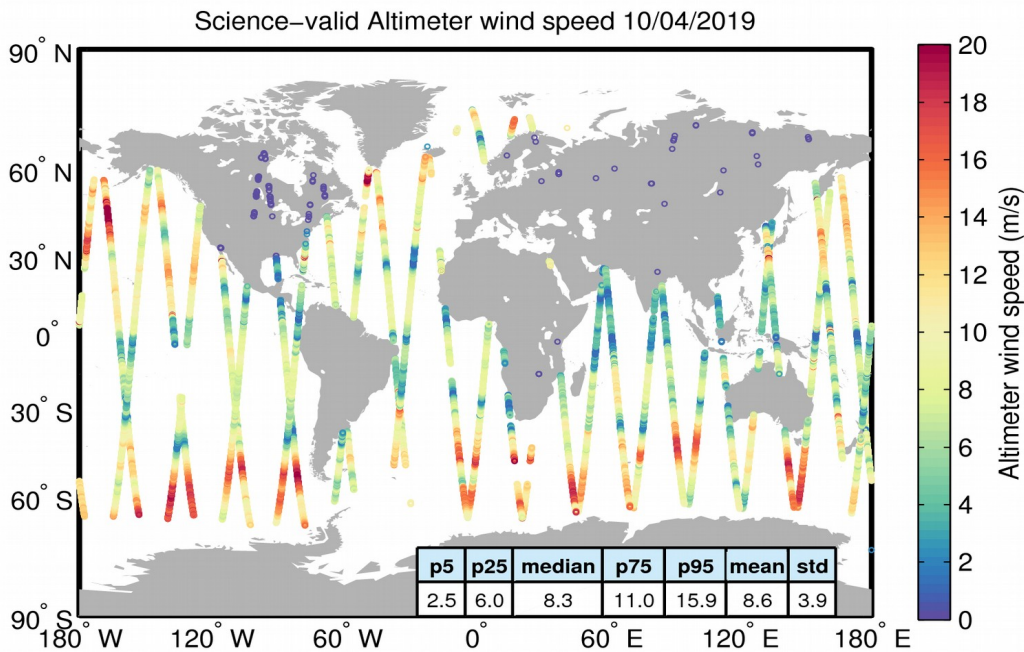 Science−valid Altimeter wind speed 10/04/2019
90° N
60° N
30° N
0°
30° S
60° S
90° S
180° W
120° W
60° W
0°
60° E
120° E
180° E
p5 p25 median p75 p95 mean std
2.5 6.0 8.3 11.0 15.9 8.6 3.9
20
18
16
14
12
10
8
6
4
2
0
Altimeter wind speed (m/s)